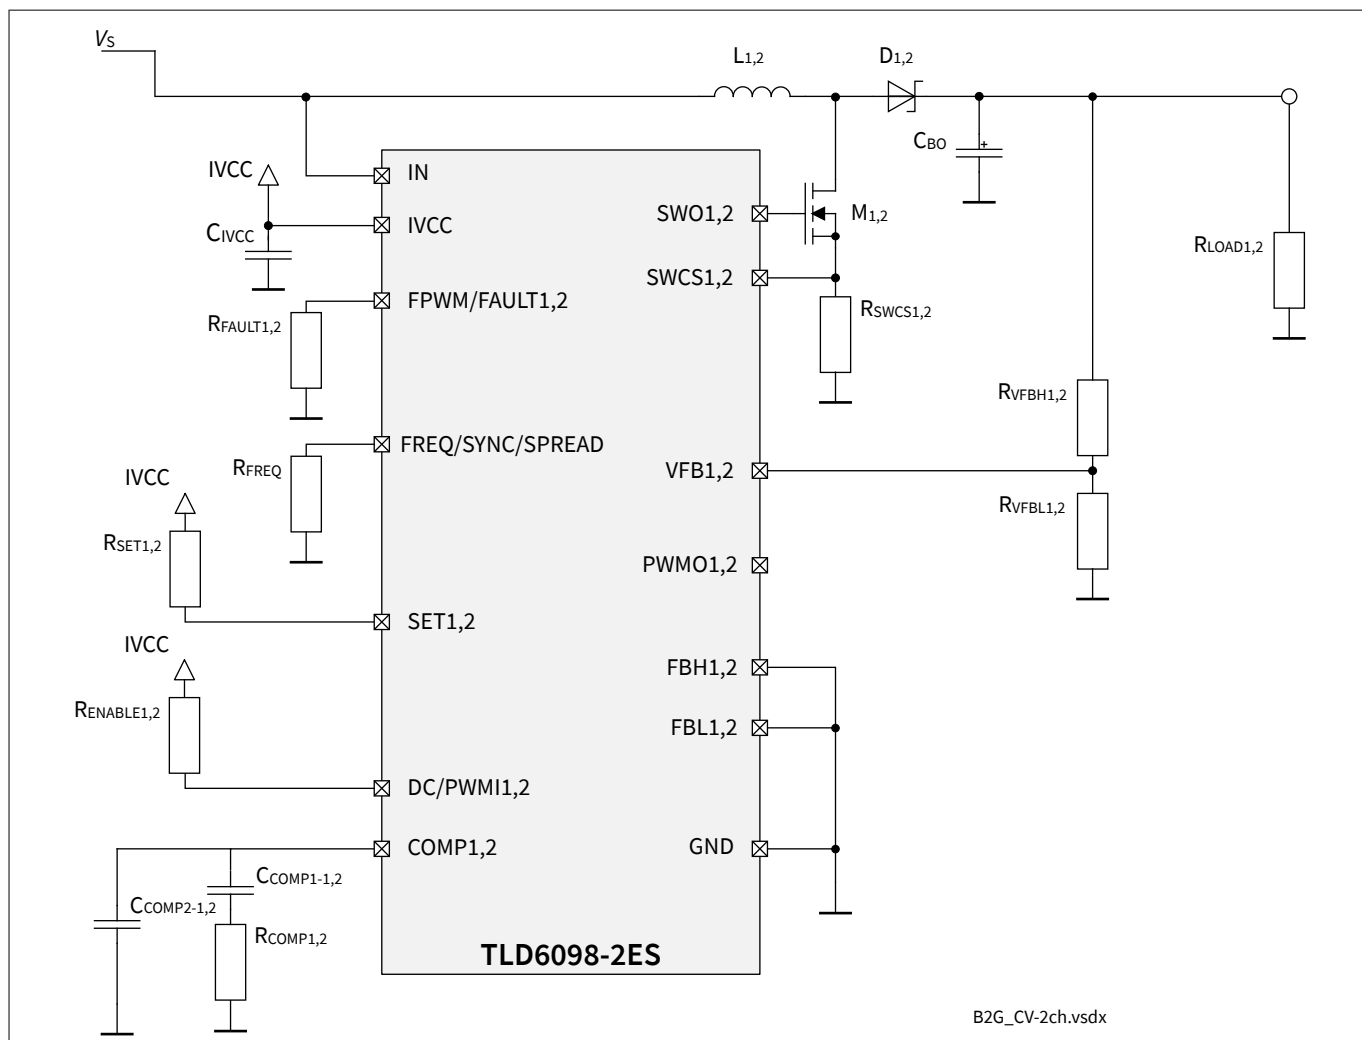 VS
L1,2
D1,2
CBO
IVCC
IN
SWO1,2
M1,2
CIVCC
IVCC
RLOAD1,2
SWCS1,2
FPWM/FAULT1,2
RSWCS1,2
RFAULT1,2
RVFBH1,2
FREQ/SYNC/SPREAD
RFREQ
VFB1,2
IVCC
RVFBL1,2
RSET1,2
PWMO1,2
SET1,2
IVCC
FBH1,2
RENABLE1,2
FBL1,2
DC/PWMI1,2
COMP1,2
GND
CCOMP1-1,2
CCOMP2-1,2
RCOMP1,2
TLD6098-2ES
B2G_CV-2ch.vsdx
+